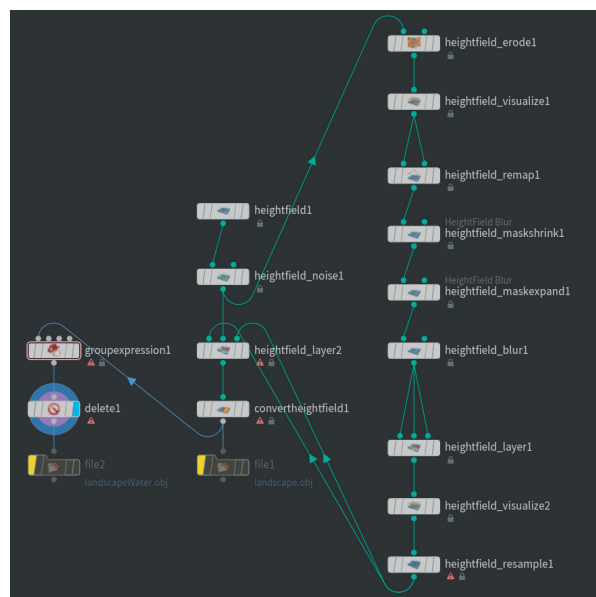 heightfield_erode1
heightfield_visualize1
heightfield_remap1
heightfield1
HeightField Blur
heightfield_maskshrink1
heightfield_noise1
HeightField Blur
heightfield_maskexpand1
groupexpression1
heightfield_layer2
heightfield_blur1
delete1
convertheightfield1
heightfield_layer1
file2
landscapeWater.obj
file1
landscape.obj
heightfield_visualize2
heightfield_resample1